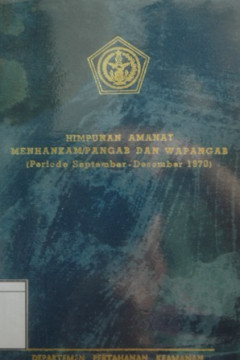 HIMPUNAN AMANAT
MENHANKAM/PANGAB DAN WAPANGAB
(Periode September-Desember 1970)
DEPARTEMEN PERTAHANAN KEAMANAN